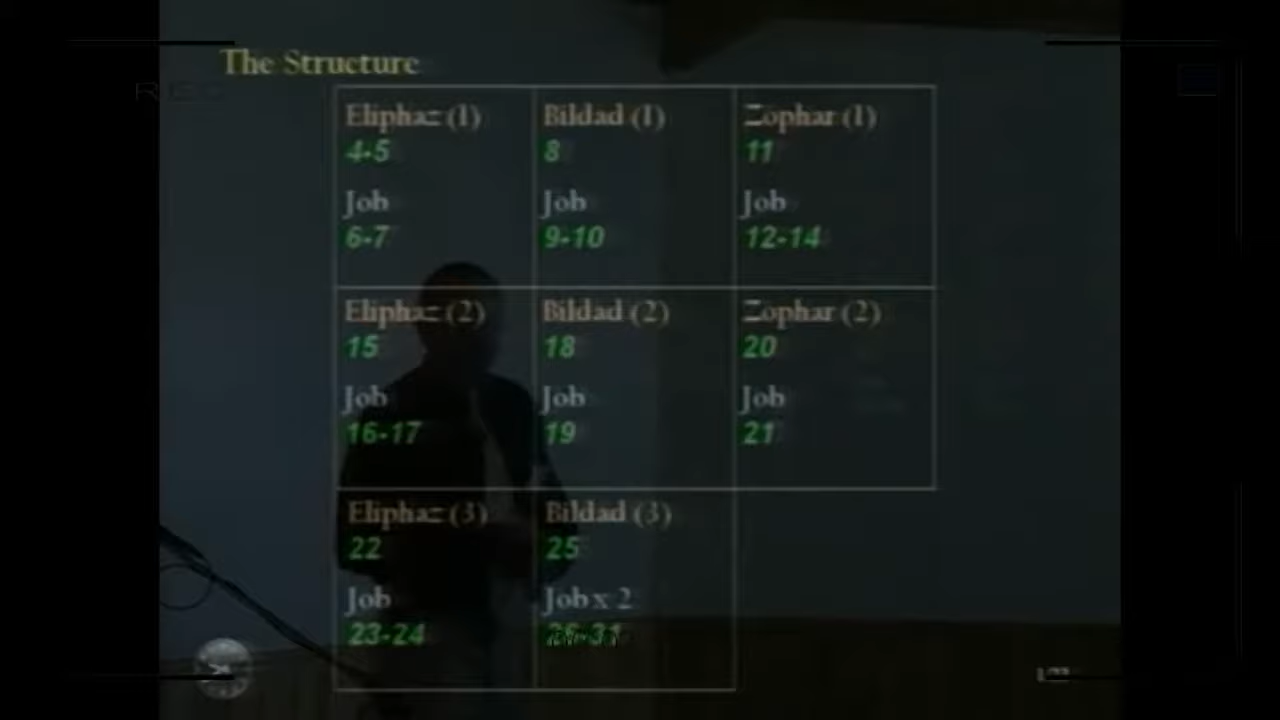 The Structure
REC
Eliphaz (1)
4-5
Job
6-7
Bildad (1)
8
Job
9-10
Zophar (1)
11
Job
12-14
Eliphaz (2)
15
Job
16-17
Bildad (2)
18
Job
19
Zophar (2)
20
Job
21
Eliphaz (3)
22
Job
23-24
Bildad (3)
25
Job x 2